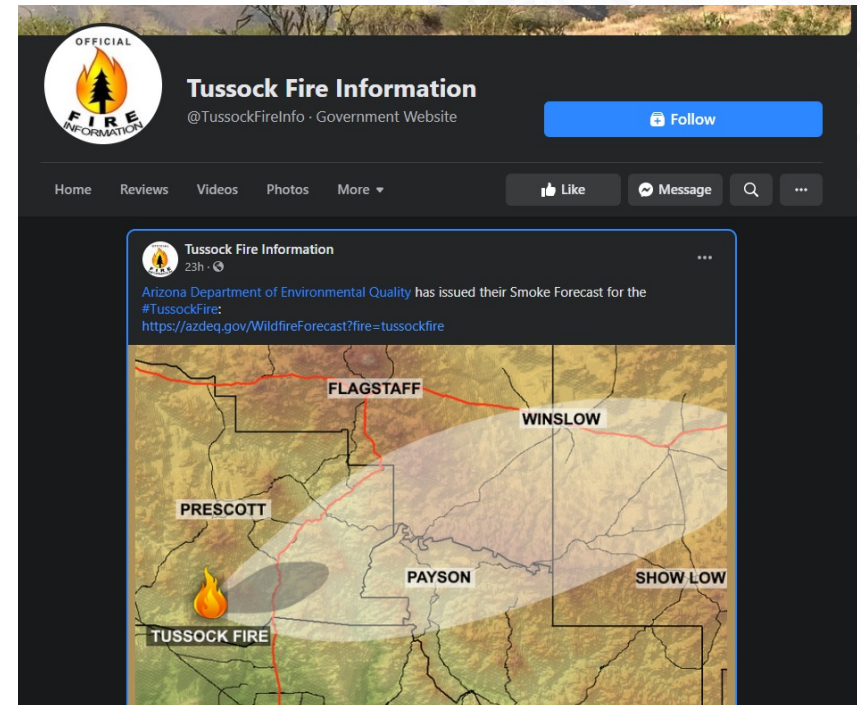 OFFICIAL
FIRE
INFORMATION
Tussock Fire Information
@TussockFireInfo · Government Website
Follow
Home Reviews Videos Photos More
Like Message
Tussock Fire Information
23h ·
Arizona Department of Environmental Quality has issued their Smoke Forecast for the
#TussockFire:
https://azdeq.gov/WildfireForecast?fire=tussockfire
FLAGSTAFF
WINSLOW
PRESCOTT
PAYSON
SHOW LOW
TUSSOCK FIRE